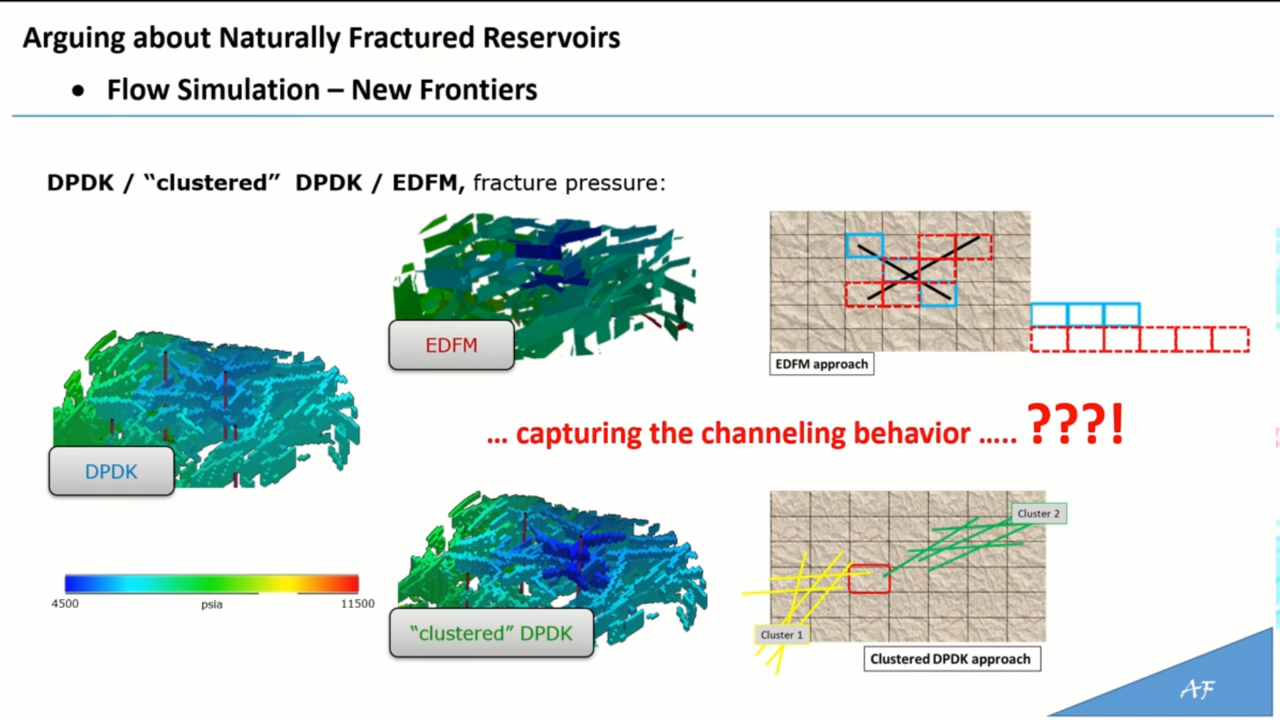 Arguing about Naturally Fractured Reservoirs
• Flow Simulation – New Frontiers
DPDK / “clustered” DPDK / EDFM, fracture pressure:
EDFM
EDFM approach
... capturing the channeling behavior ..... ???!
DPDK
Cluster 2
4500 psia 11500
“clustered” DPDK
Cluster 1
Clustered DPDK approach
AF